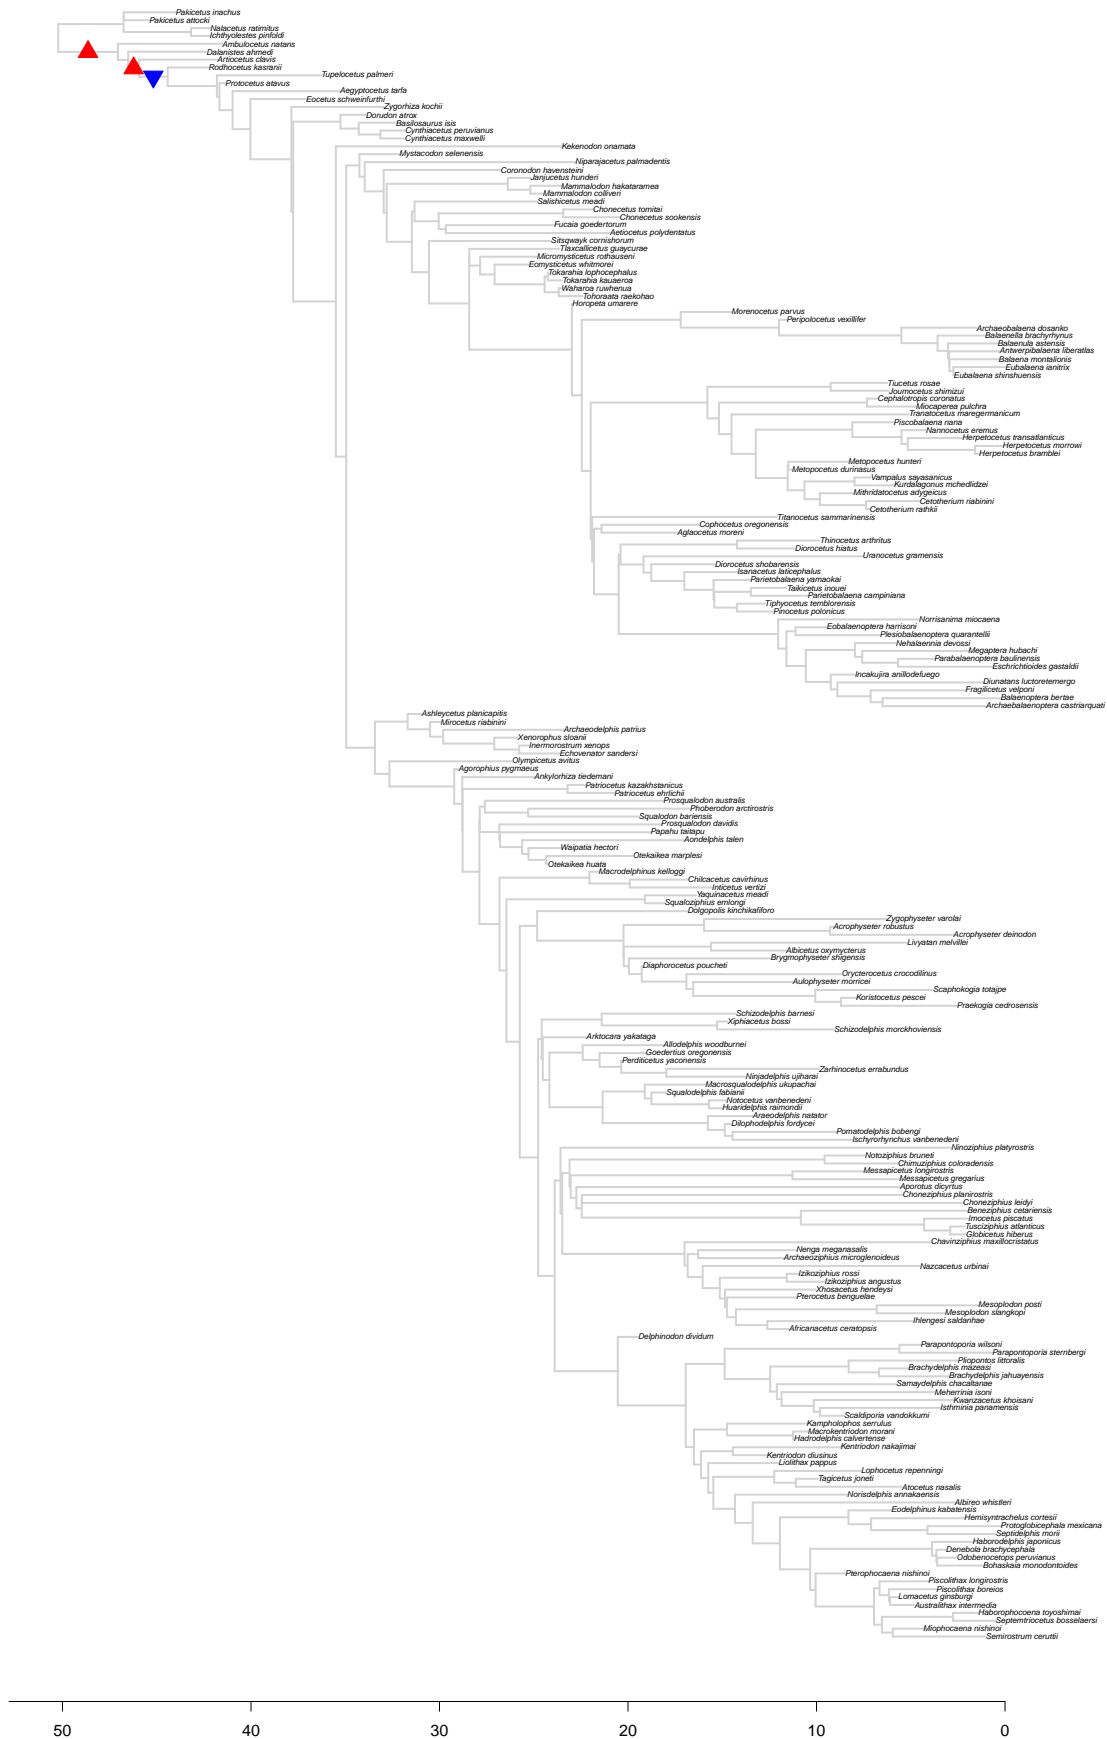 Pakicetus inachus
Pakicetus attocki
Nalacetus ratimitus
Ichthyolestes pinfoldi
Ambulocetus natans
Dalanistes ahmedi
Artiocetus clavis
Rodhocetus kasranii
Tupelocetus palmeri
Protocetus atavus
Aegyptocetus tarfa
Eocetus schweinfurthi
Zygorhiza kochii
Dorudon atrox
Basilosaurus isis
Cynthiacetus peruvianus
Cynthiacetus maxwelli
Kekenodon onamata
Mystacodon selenensis
Niparajacetus palmadentis
Coronodon havensteini
Janjucetus hunderi
Mammalodon hakataramea
Mammalodon colliveri
Salishicetus meadi
Chonecetus tomitai
Chonecetus sookensis
Fucaia goedertorum
Aetiocetus polydentatus
Sitsqwayk cornishorum
Tlaxcallicetus guaycurae
Micromysticetus rothauseni
Eomysticetus whitmorei
Tokarahia lophocephalus
Tokarahia kauaeroa
Waharoa ruwhenua
Tohoraata raekohao
Horopeta umarere
Morenocetus parvus
Peripolocetus vexillifer
Archaeobalaena dosanko
Balaenella brachyrhynus
Balaenula astensis
Antwerpibalaena liberatlas
Balaena montalionis
Eubalaena ianitrix
Eubalaena shinshuensis
Tiucetus rosae
Joumocetus shimizui
Cephalotropis coronatus
Miocaperea pulchra
Tranatocetus maregermanicum
Piscobalaena nana
Nannocetus eremus
Herpetocetus transatlanticus
Herpetocetus morrowi
Herpetocetus bramblei
Metopocetus hunteri
Metopocetus durinasus
Vampalus sayasanicus
Kurdalagonus mchedlidzei
Mithridatocetus adygeicus
Cetotherium riabinini
Cetotherium rathkii
Titanocetus sammarinensis
Cophocetus oregonensis
Aglaocetus moreni
Thinocetus arthritus
Diorocetus hiatus
Uranocetus gramensis
Diorocetus shobarensis
Isanacetus laticephalus
Parietobalaena yamaokai
Taikicetus inouei
Parietobalaena campiniana
Tiphyocetus temblorensis
Pinocetus polonicus
Norrisanima miocaena
Eobalaenoptera harrisoni
Plesiobalaenoptera quarantellii
Nehalaennia devossi
Megaptera hubachi
Parabalaenoptera baulinensis
Eschrichtioides gastaldii
Incakujira anillodefuego
Diunatans luctoretemergo
Fragilicetus velponi
Balaenoptera bertae
Archaebalaenoptera castriarquati
Ashleycetus planicapitis
Mirocetus riabinini
Archaeodelphis patrius
Xenorophus sloanii
Inermorostrum xenops
Echovenator sandersi
Olympicetus avitus
Agorophius pygmaeus
Ankylorhiza tiedemani
Patriocetus kazakhstanicus
Patriocetus ehrlichii
Prosqualodon australis
Phoberodon arctirostris
Squalodon bariensis
Prosqualodon davidis
Papahu taitapu
Aondelphis talen
Waipatia hectori
Otekaikea marplesi
Otekaikea huata
Macrodelphinus kelloggi
Chilcacetus cavirhinus
Inticetus vertizi
Yaquinacetus meadi
Squaloziphius emlongi
Dolgopolis kinchikafiforo
Zygophyseter varolai
Acrophyseter robustus
Acrophyseter deinodon
Livyatan melvillei
Albicetus oxymycterus
Brygmophyseter shigensis
Diaphorocetus poucheti
Orycterocetus crocodilinus
Aulophyseter morricei
Scaphokogia totajpe
Koristocetus pescei
Praekogia cedrosensis
Schizodelphis barnesi
Xiphiacetus bossi
Schizodelphis morckhoviensis
Arktocara yakataga
Allodelphis woodburnei
Goedertius oregonensis
Perditicetus yaconensis
Zarhinocetus errabundus
Ninjadelphis ujiharai
Macrosqualodelphis ukupachai
Squalodelphis fabianii
Notocetus vanbenedeni
Huaridelphis raimondii
Araeodelphis natator
Dilophodelphis fordycei
Pomatodelphis bobengi
Ischyrorhynchus vanbenedeni
Ninoziphius platyrostris
Notoziphius bruneti
Chimuziphius coloradensis
Messapicetus longirostris
Messapicetus gregarius
Aporotus dicyrtus
Choneziphius planirostris
Choneziphius leidyi
Beneziphius cetariensis
Imocetus piscatus
Tusciziphius atlanticus
Globicetus hiberus
Chavinziphius maxillocristatus
Nenga meganasalis
Archaeoziphius microglenoideus
Nazcacetus urbinai
Izikoziphius rossi
Izikoziphius angustus
Xhosacetus hendeysi
Pterocetus benguelae
Mesoplodon posti
Mesoplodon slangkopi
Ihlengesi saldanhae
Africanacetus ceratopsis
Delphinodon dividum
Parapontoporia wilsoni
Parapontoporia sternbergi
Pliopontos littoralis
Brachydelphis mazeasi
Brachydelphis jahuayensis
Samaydelphis chacaltanae
Meherrinia isoni
Kwanzacetus khoisani
Isthminia panamensis
Scaldiporia vandokkumi
Kampholophos serrulus
Macrokentriodon morani
Hadrodelphis calvertense
Kentriodon nakajimai
Kentriodon diusinus
Liolithax pappus
Lophocetus repenningi
Tagicetus joneti
Atocetus nasalis
Norisdelphis annakaensis
Albireo whistleri
Eodelphinus kabatensis
Hemisyntrachelus cortesii
Protoglobicephala mexicana
Septidelphis morii
Haborodelphis japonicus
Denebola brachycephala
Odobenocetops peruvianus
Bohaskaia monodontoides
Pterophocaena nishinoi
Piscolithax longirostris
Piscolithax boreios
Lomacetus ginsburgi
Australithax intermedia
Haborophocoena toyoshimai
Septemtriocetus bosselaersi
Miophocaena nishinoi
Semirostrum ceruttii
50 40 30 20 10 0